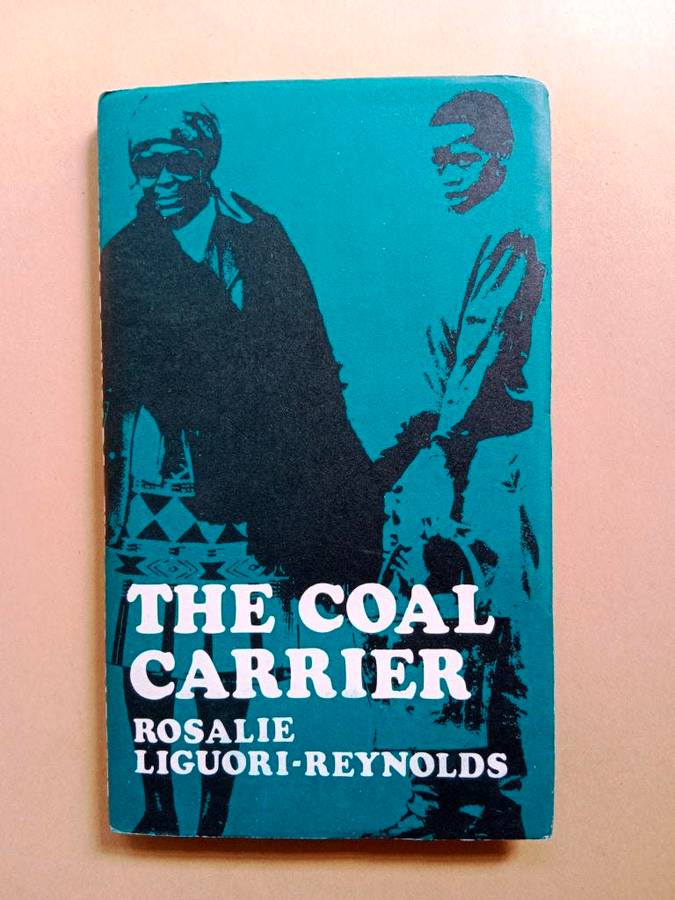 THE COAL
CARRIER
ROSALIE
LIGUORI-REYNOLDS